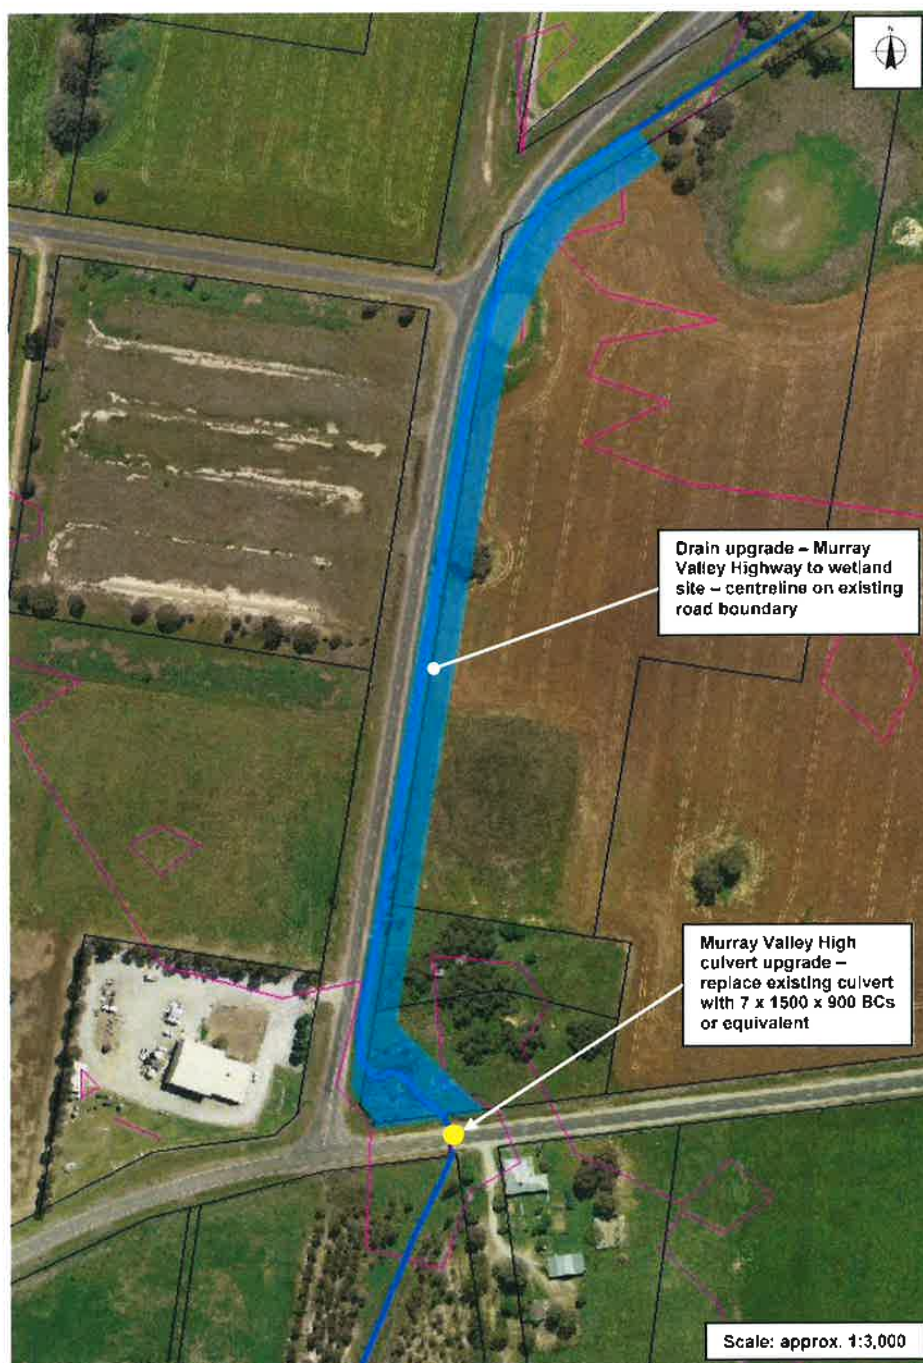 N
Drain upgrade – Murray
Valley Highway to wetland
site – centreline on existing
road boundary
Murray Valley High
culvert upgrade –
replace existing culvert
with 7 x 1500 x 900 BCs
or equivalent
Scale: approx. 1:3,000